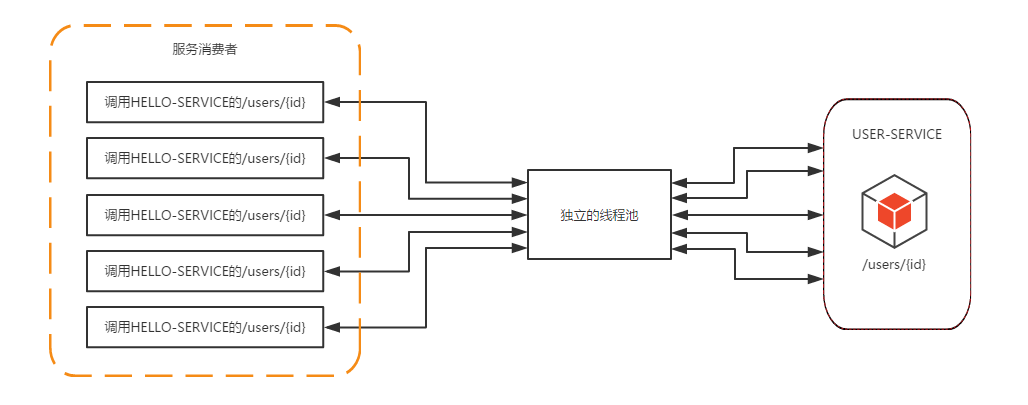 服务消费者
调用HELLO-SERVICE的/users/{id}
调用HELLO-SERVICE的/users/{id}
调用HELLO-SERVICE的/users/{id}
调用HELLO-SERVICE的/users/{id}
调用HELLO-SERVICE的/users/{id}
独立的线程池
USER-SERVICE
/users/{id}